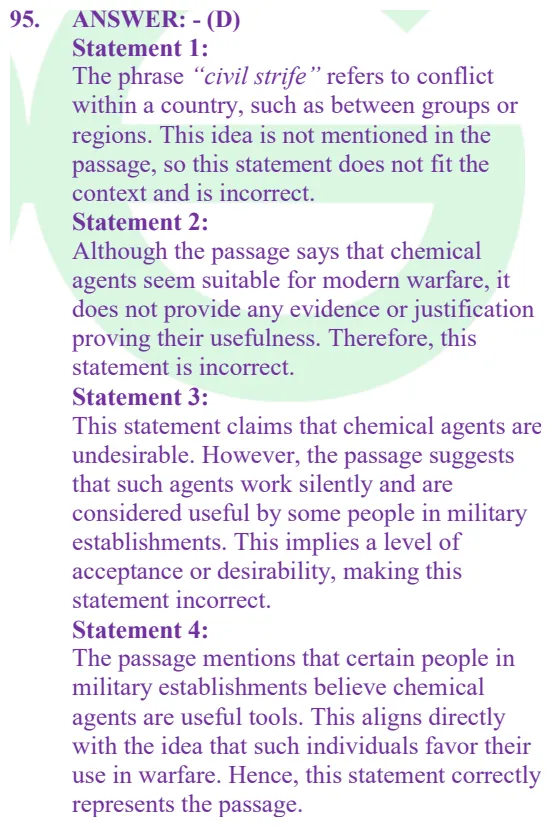 95. ANSWER: - (D)
Statement 1:
The phrase “civil strife” refers to conflict
within a country, such as between groups or
regions. This idea is not mentioned in the
passage, so this statement does not fit the
context and is incorrect.
Statement 2:
Although the passage says that chemical
agents seem suitable for modern warfare, it
does not provide any evidence or justification
proving their usefulness. Therefore, this
statement is incorrect.
Statement 3:
This statement claims that chemical agents are
undesirable. However, the passage suggests
that such agents work silently and are
considered useful by some people in military
establishments. This implies a level of
acceptance or desirability, making this
statement incorrect.
Statement 4:
The passage mentions that certain people in
military establishments believe chemical
agents are useful tools. This aligns directly
with the idea that such individuals favor their
use in warfare. Hence, this statement correctly
represents the passage.